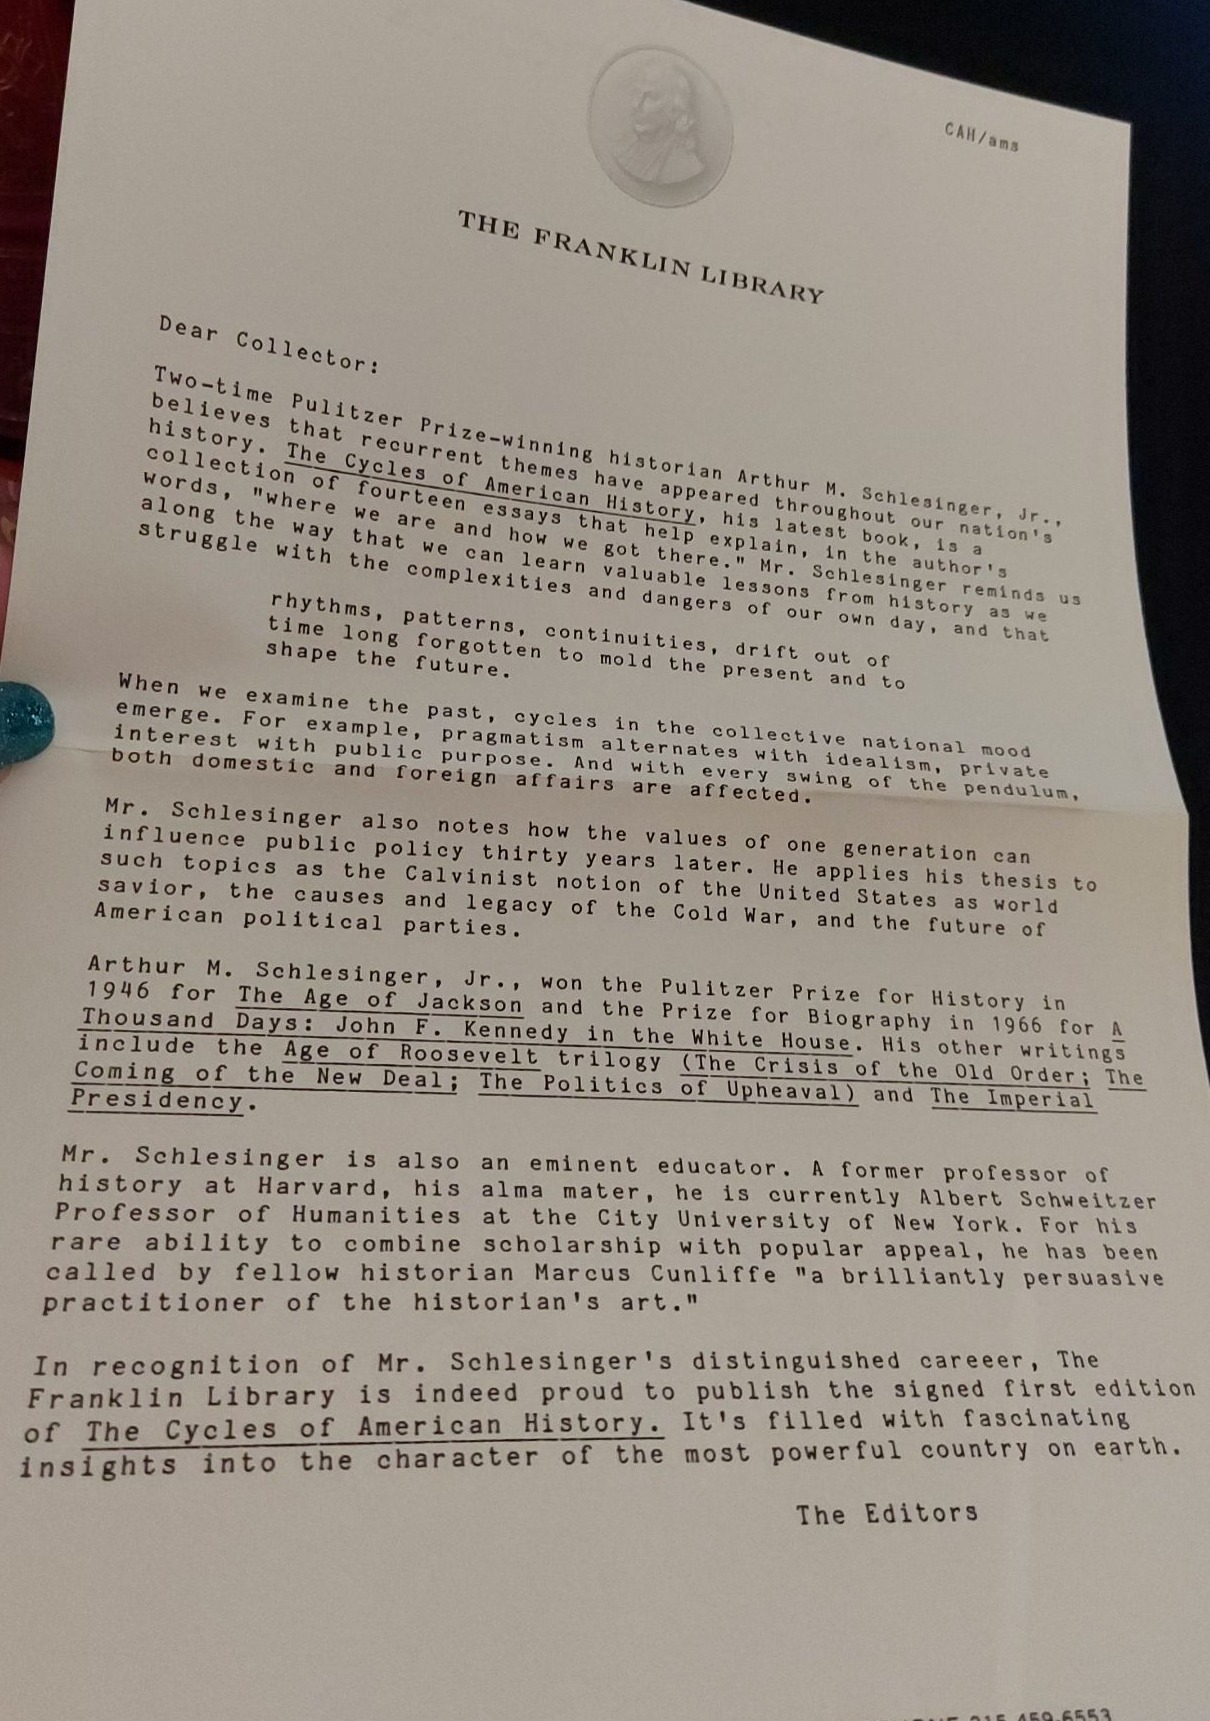 CAH/ams
THE FRANKLIN LIBRARY
Dear Collector:
Two-time Pulitzer Prize-winning historian Arthur M. Schlesinger, Jr.,
believes that recurrent themes have appeared throughout our nation's
history. The Cycles of American History, his latest book, is a
collection of fourteen essays that help explain, in the author's
words, "where we are and how we got there." Mr. Schlesinger reminds us
along the way that we can learn valuable lessons from history as we
struggle with the complexities and dangers of our own day, and that
rhythms, patterns, continuities, drift out of
time long forgotten to mold the present and to
shape the future.
When we examine the past, cycles in the collective national mood
emerge. For example, pragmatism alternates with idealism, private
interest with public purpose. And with every swing of the pendulum,
both domestic and foreign affairs are affected.
Mr. Schlesinger also notes how the values of one generation can
influence public policy thirty years later. He applies his thesis to
such topics as the Calvinist notion of the United States as world
savior, the causes and legacy of the Cold War, and the future of
American political parties.
Arthur M. Schlesinger, Jr., won the Pulitzer Prize for History in
1946 for The Age of Jackson and the Prize for Biography in 1966 for A
Thousand Days: John F. Kennedy in the White House. His other writings
include the Age of Roosevelt trilogy (The Crisis of the Old Order; The
Coming of the New Deal; The Politics of Upheaval) and The Imperial
Presidency.
Mr. Schlesinger is also an eminent educator. A former professor of
history at Harvard, his alma mater, he is currently Albert Schweitzer
Professor of Humanities at the City University of New York. For his
rare ability to combine scholarship with popular appeal, he has been
called by fellow historian Marcus Cunliffe "a brilliantly persuasive
practitioner of the historian's art."
In recognition of Mr. Schlesinger's distinguished careeer, The
Franklin Library is indeed proud to publish the signed first edition
of The Cycles of American History. It's filled with fascinating
insights into the character of the most powerful country on earth.
The Editors
459-6553